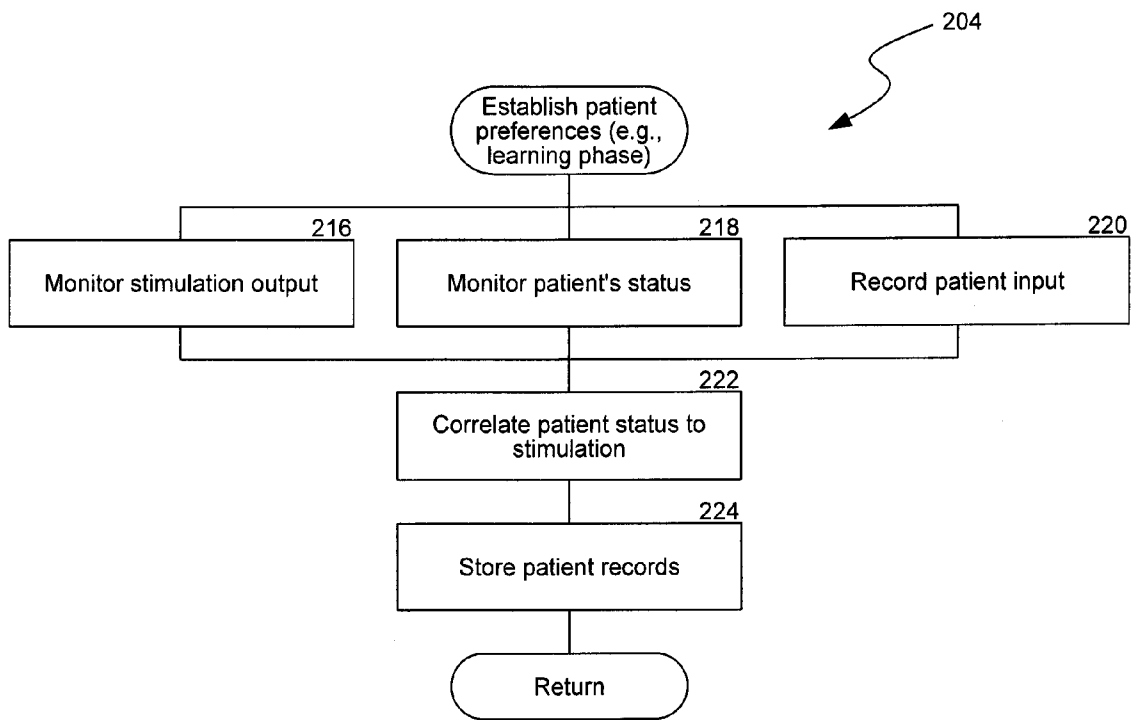 204
Establish patient
preferences (e.g.,
learning phase)
216
Monitor stimulation output
218
Monitor patient's status
220
Record patient input
222
Correlate patient status to
stimulation
224
Store patient records
Return